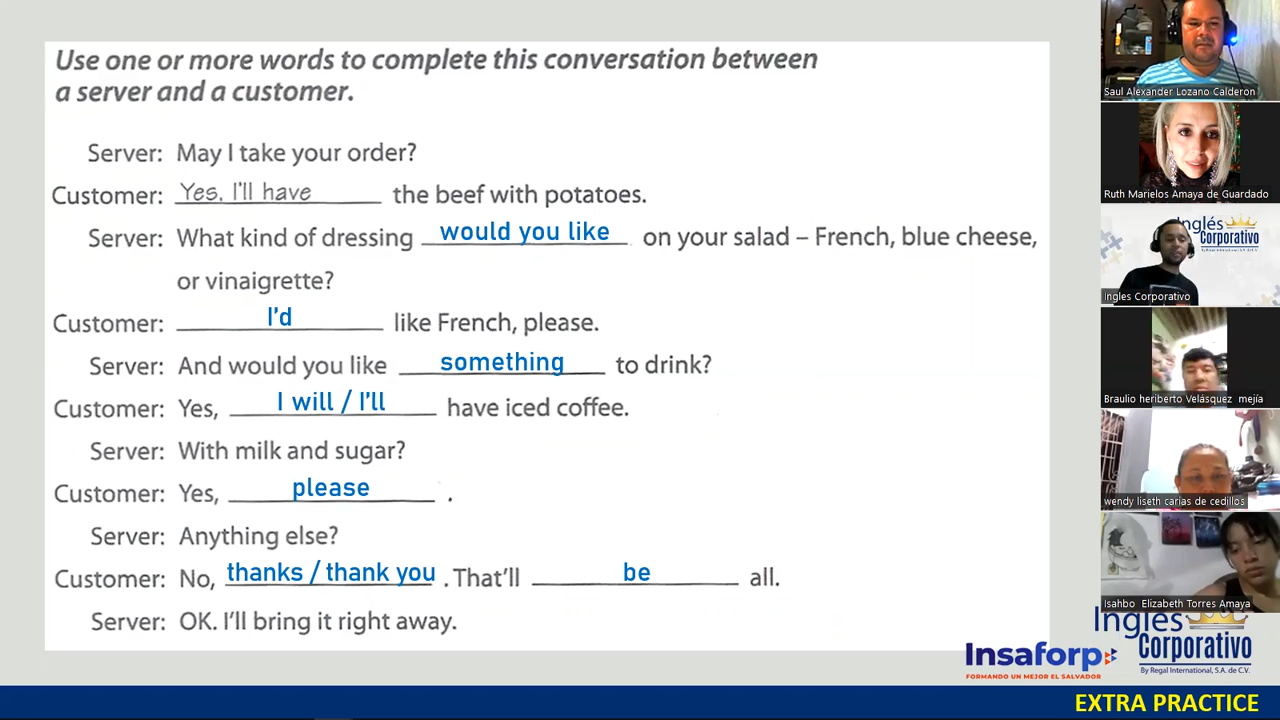 Use one or more words to complete this conversation between
a server and a customer.
Server: May I take your order?
Customer: Yes, I'll have the beef with potatoes.
Server: What kind of dressing would you like on your salad – French, blue cheese,
or vinaigrette?
Customer: I'd like French, please.
Server: And would you like something to drink?
Customer: Yes, I will / I'll have iced coffee.
Server: With milk and sugar?
Customer: Yes, please .
Server: Anything else?
Customer: No, thanks / thank you . That'll be all.
Server: OK. I'll bring it right away.
Saul Alexander Lozano Calderon
Ruth Marielos Amaya de Guardado
Inglés
Corporativo
By Regal International, S.A. de C.V.
Ingles Corporativo
Braulio heriberto Velásquez mejía
wendy liseth carias de cedillos
Isahbo Elizabeth Torres Amaya
Inglés
Corporativo
By Regal International, S.A. de C.V.
Insaforp
FORMANDO UN MEJOR EL SALVADOR
EXTRA PRACTICE